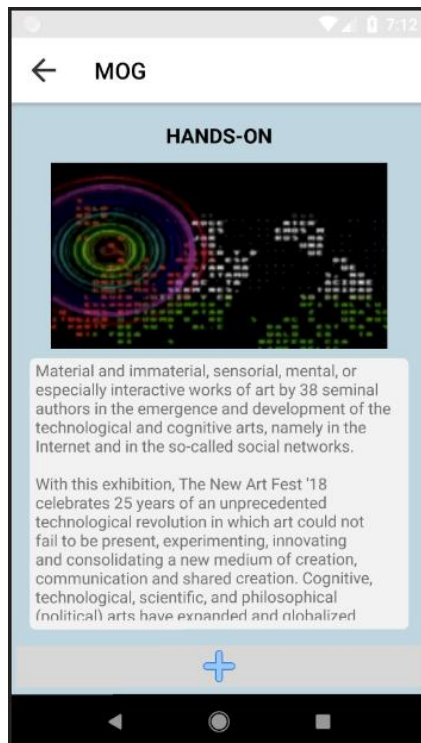 7:12
MOG
HANDS-ON
Material and immaterial, sensorial, mental, or
especially interactive works of art by 38 seminal
authors in the emergence and development of the
technological and cognitive arts, namely in the
Internet and in the so-called social networks.
With this exhibition, The New Art Fest '18
celebrates 25 years of an unprecedented
technological revolution in which art could not
fail to be present, experimenting, innovating
and consolidating a new medium of creation,
communication and shared creation. Cognitive,
technological, scientific, and philosophical
(political) arts have expanded and globalized